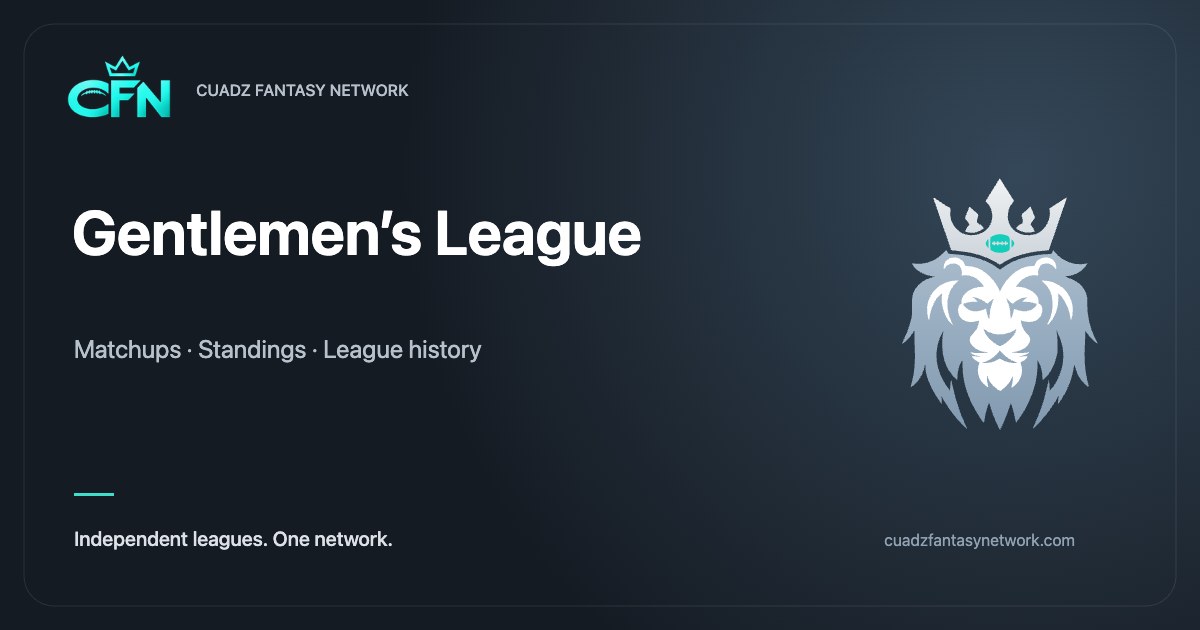 CFN
CUADZ FANTASY NETWORK
Gentlemen’s League
Matchups · Standings · League history
Independent leagues. One network.
cuadzfantasynetwork.com